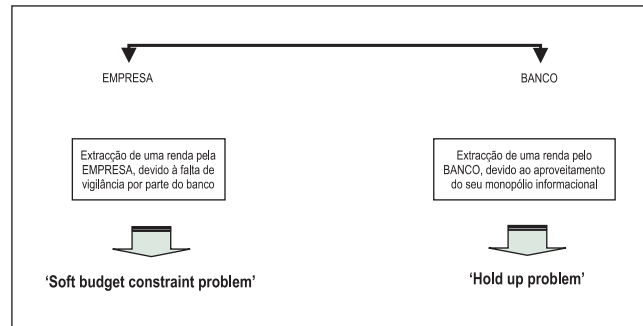 EMPRESA
BANCO
Extracção de uma renda pela
EMPRESA, devido à falta de
vigilância por parte do banco
Extracção de uma renda pelo
BANCO, devido ao aproveitamento
do seu monopólio informacional
‘Soft budget constraint problem’
‘Hold up problem’